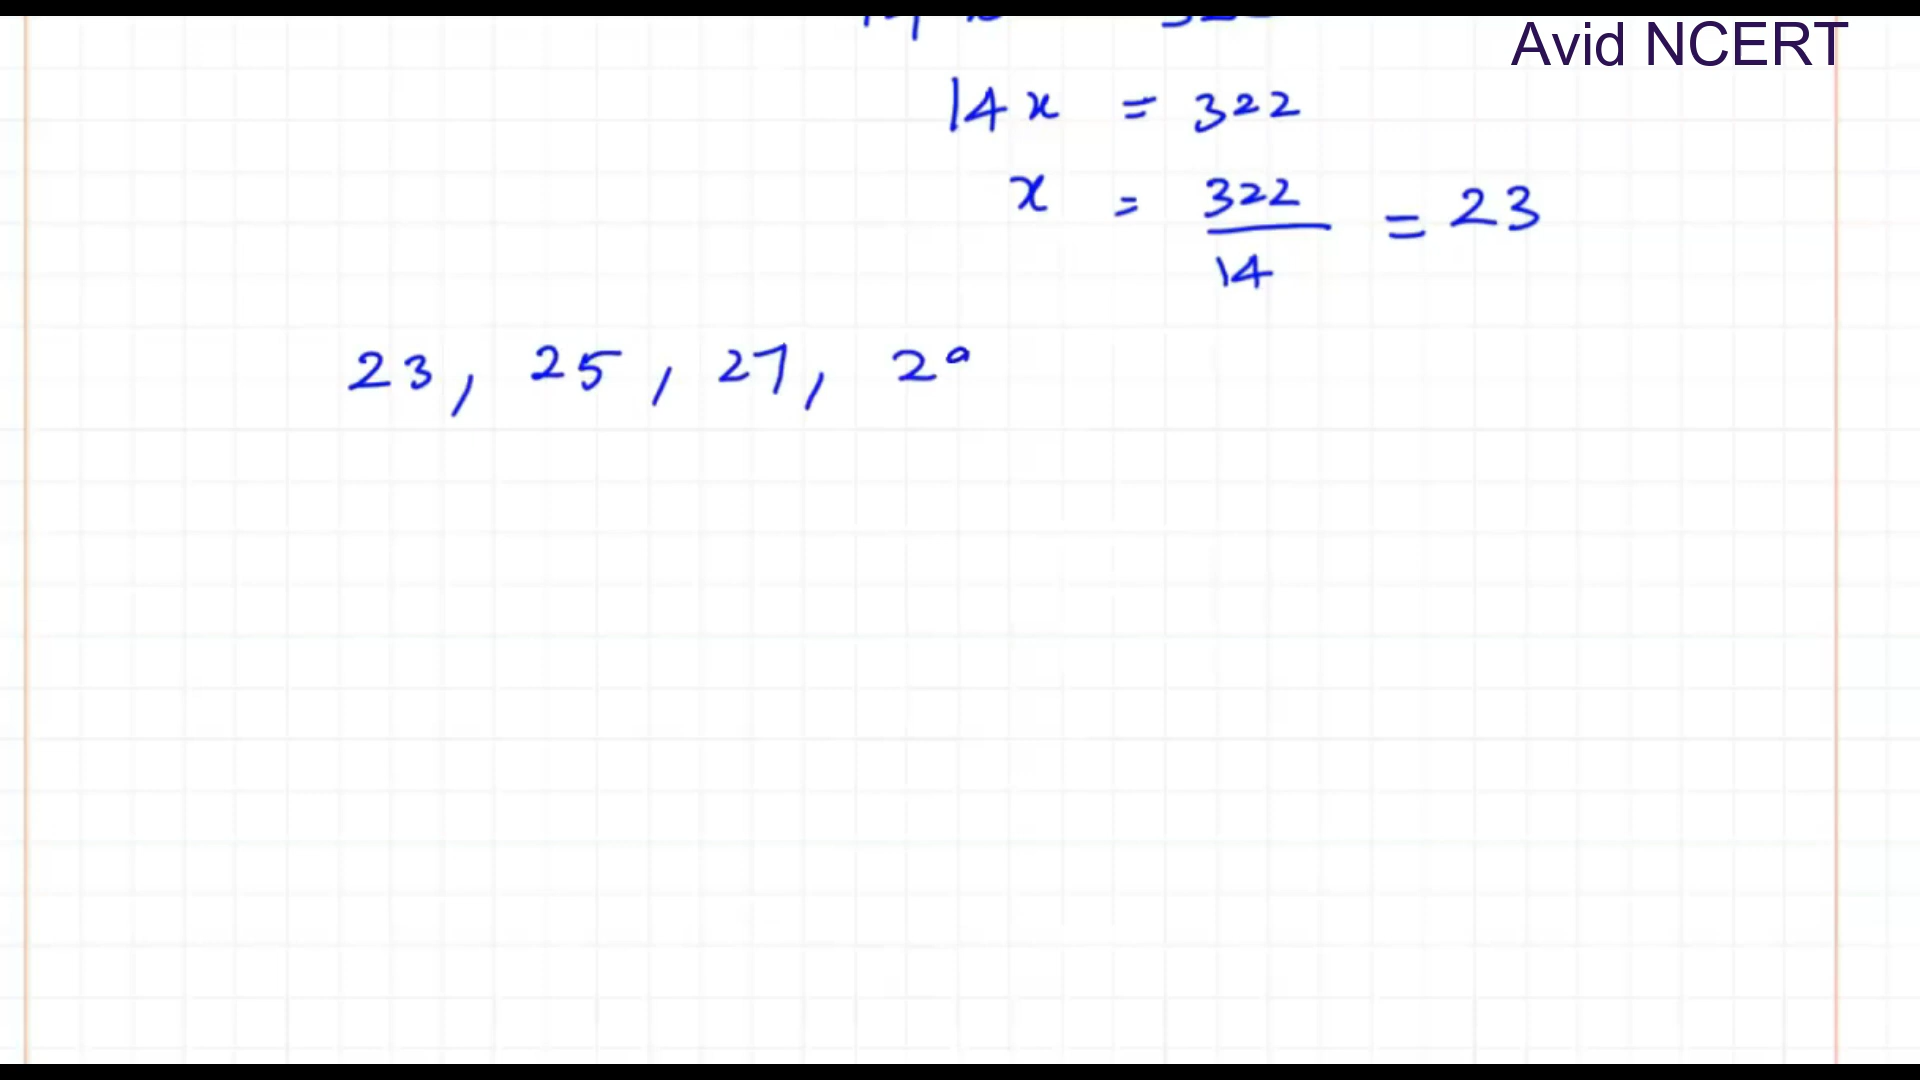 Avid NCERT
14x = 322
x = 322/14 = 23
23, 25, 27, 2